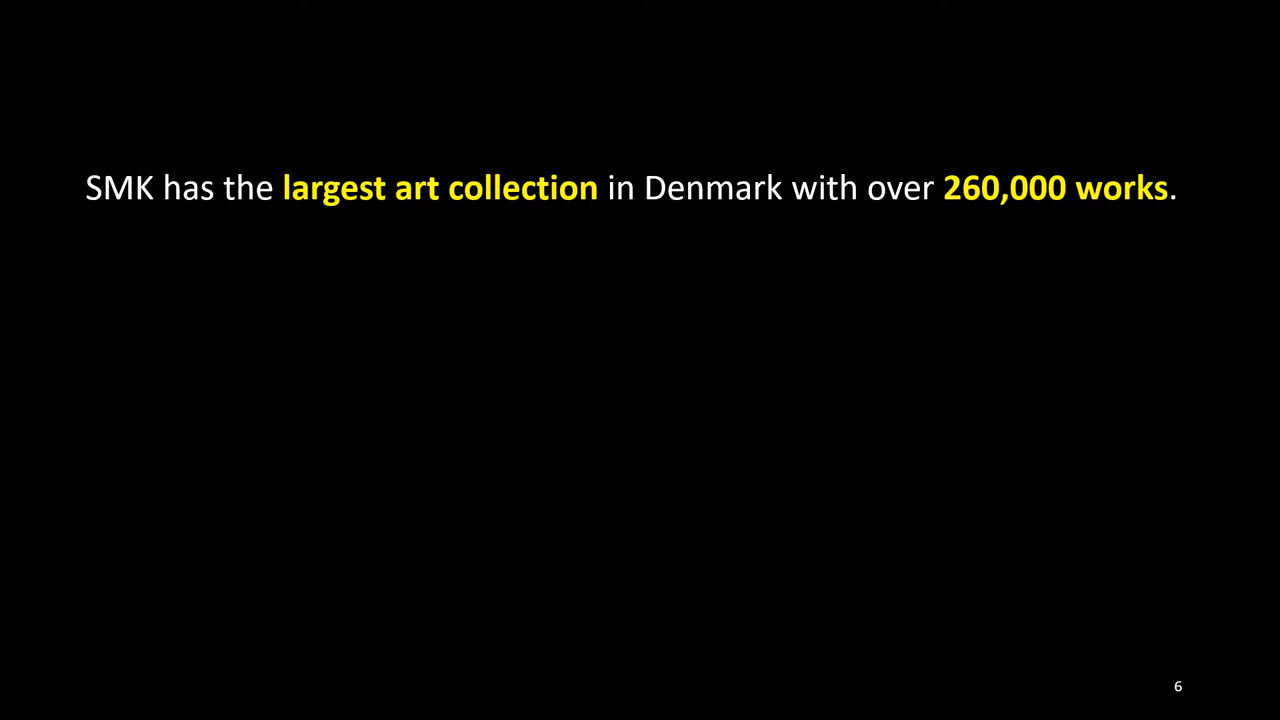 SMK has the largest art collection in Denmark with over 260,000 works.
6